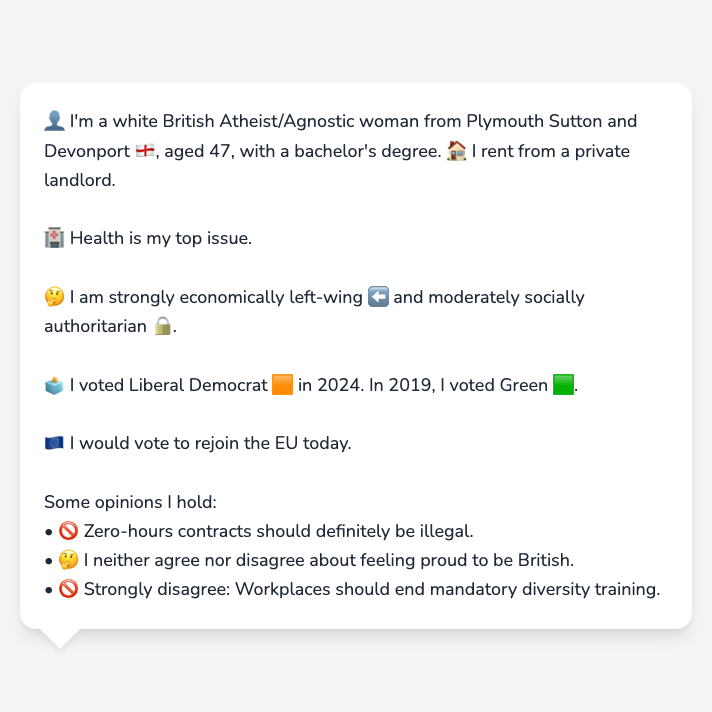 👤 I'm a white British Atheist/Agnostic woman from Plymouth Sutton and
Devonport 🏴󠁧󠁢󠁥󠁮󠁧󠁿, aged 47, with a bachelor's degree. 🏠 I rent from a private
landlord.
🏥 Health is my top issue.
🤔 I am strongly economically left-wing ⬅️ and moderately socially
authoritarian 🔒.
🗳️ I voted Liberal Democrat 🟧 in 2024. In 2019, I voted Green 🟩.
🇪🇺 I would vote to rejoin the EU today.
Some opinions I hold:
• 🚫 Zero-hours contracts should definitely be illegal.
• 🤔 I neither agree nor disagree about feeling proud to be British.
• 🚫 Strongly disagree: Workplaces should end mandatory diversity training.